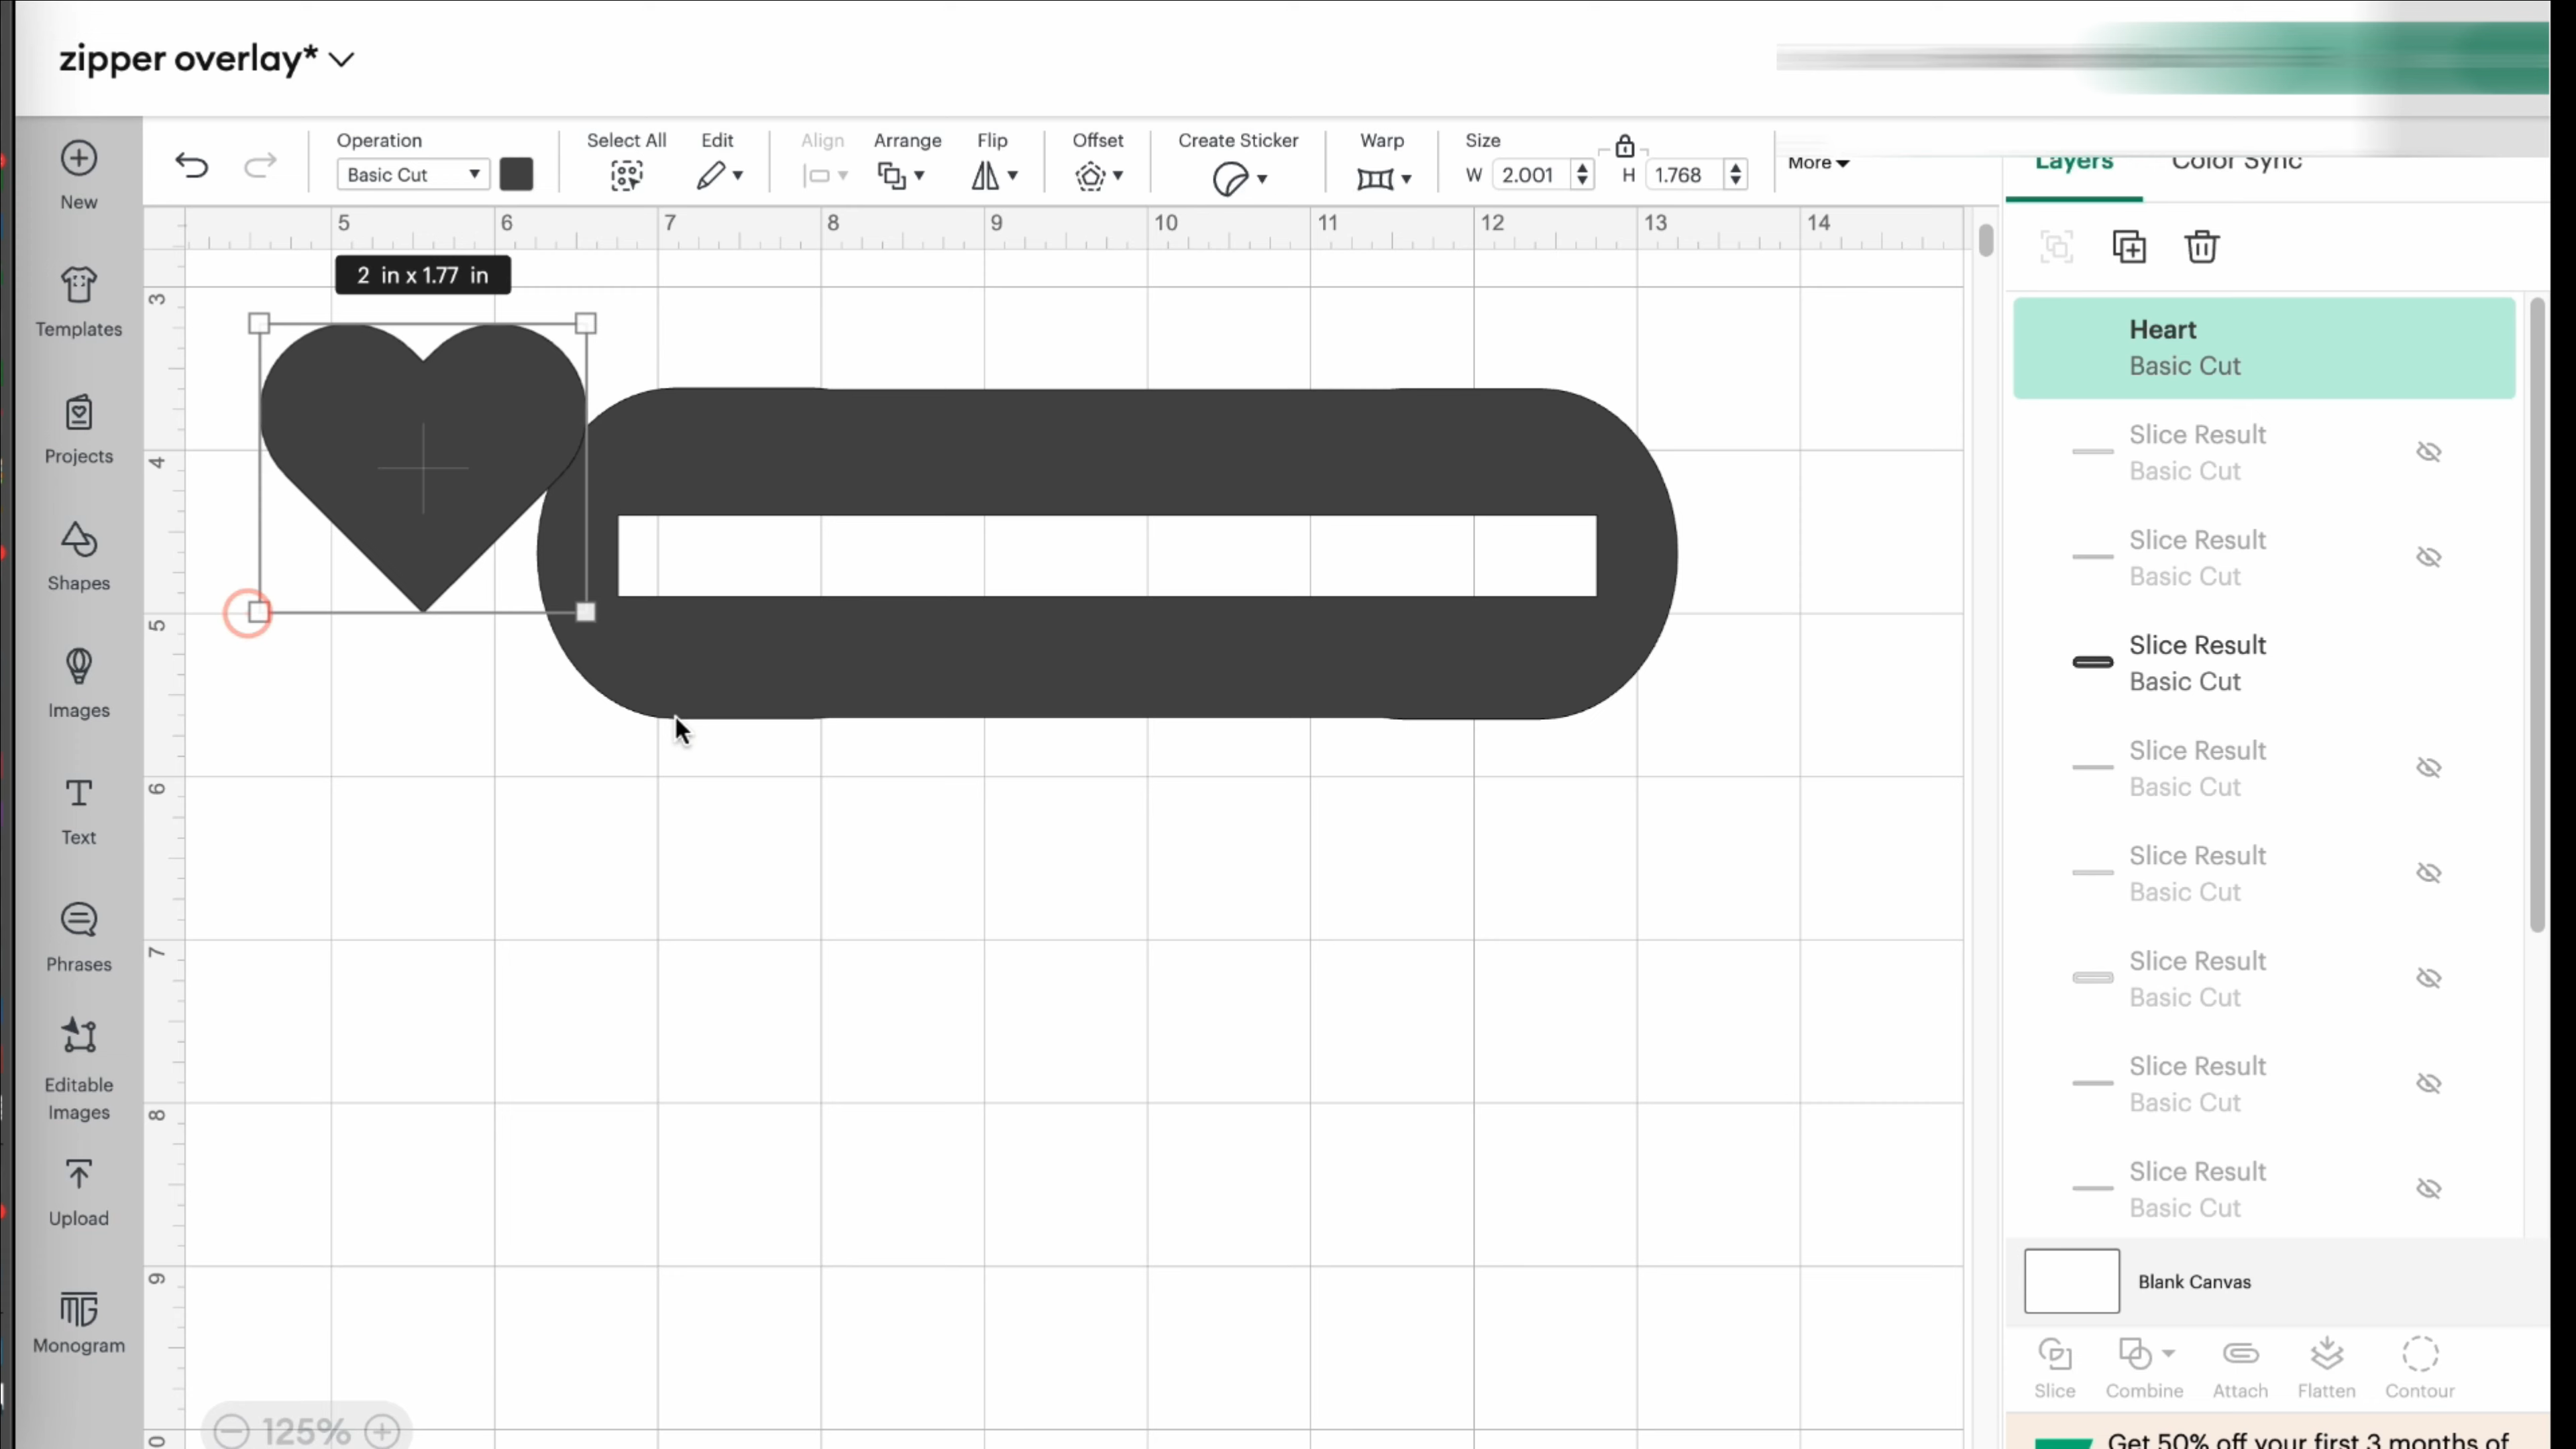 zipper overlay*
Operation
Select All
Edit
Align
Arrange
Flip
Offset
Create Sticker
Warp
Size
Basic Cut
W 2.001
H 1.768
More
Layers
Color Sync
New
Templates
Projects
Shapes
Images
Text
Phrases
Editable
Images
Upload
Monogram
5 6 7 8 9 10 11 12 13 14
3
4
5
6
7
8
9
0
2 in x 1.77 in
125%
Heart
Basic Cut
Slice Result
Basic Cut
Slice Result
Basic Cut
Slice Result
Basic Cut
Slice Result
Basic Cut
Slice Result
Basic Cut
Slice Result
Basic Cut
Slice Result
Basic Cut
Slice Result
Basic Cut
Blank Canvas
Slice
Combine
Attach
Flatten
Contour
Get 50% off your first 3 months of